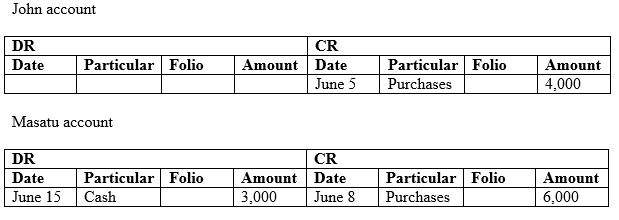 John account
DR CR
Date Particular Folio Amount Date Particular Folio Amount
June 5 Purchases 4,000
Masatu account
DR CR
Date Particular Folio Amount Date Particular Folio Amount
June 15 Cash 3,000 June 8 Purchases 6,000